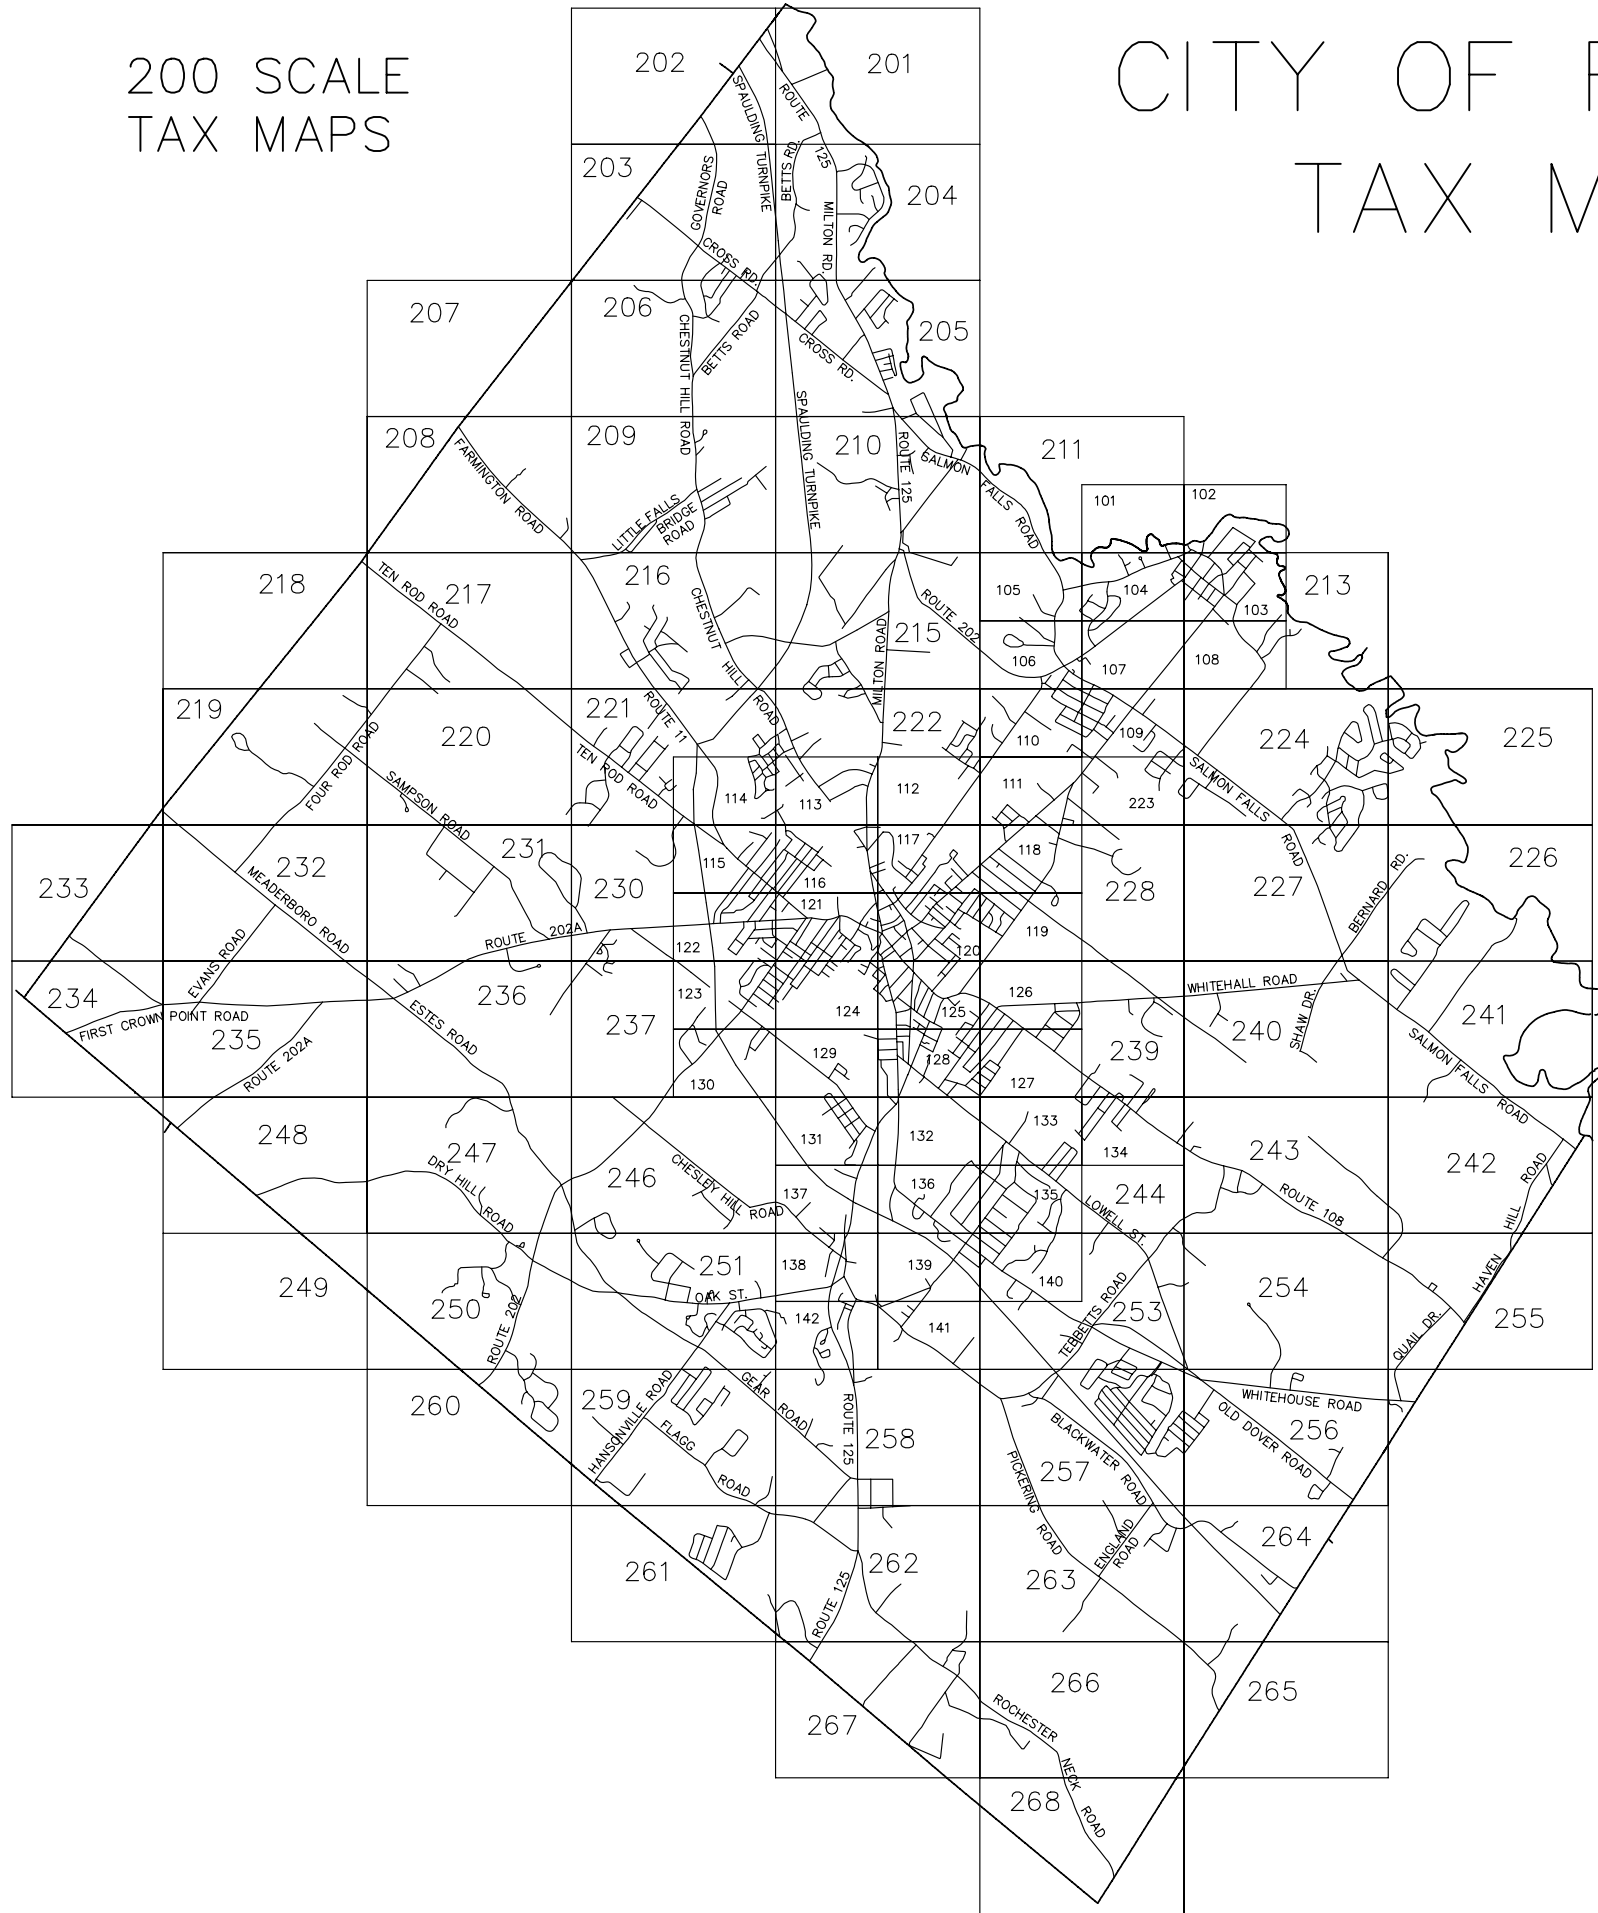 200 SCALE
TAX MAPS
CITY OF
TAX M
202
201
SPAULDING TURNPIKE
ROUTE
125
BETTS RD.
203
GOVERNORS
ROAD
204
MILTON RD.
CROSS RD.
207
206
205
CHESTNUT HILL ROAD
BETTS ROAD
CROSS RD.
SPAULDING TURNPIKE
208
209
210
211
FARMINGTON ROAD
ROUTE 125
SALMON
FALLS ROAD
101
102
LITTLE FALLS
BRIDGE
ROAD
218
217
216
TEN ROD ROAD
CHESTNUT
HILL
ROAD
ROUTE 202
105
104
103
213
215
MILTON ROAD
106
107
108
219
220
221
ROUTE 11
222
110
109
224
225
FOUR ROD ROAD
SAMPSON ROAD
TEN ROD ROAD
SALMON FALLS
ROAD
114
113
112
111
223
233
232
231
230
115
116
117
118
228
227
BERNARD RD.
226
MEADERBORO ROAD
EVANS ROAD
ROUTE 202A
121
122
120
119
234
FIRST CROWN POINT ROAD
235
ROUTE 202A
236
ESTES ROAD
237
123
124
125
126
WHITEHALL ROAD
SHAW DR.
240
241
239
SALMON FALLS
ROAD
130
129
128
127
248
247
246
DRY HILL
ROAD
CHESLEY HILL
ROAD
131
132
133
134
243
242
137
136
135
244
LOWELL ST.
ROUTE 108
HAVEN
HILL
ROAD
249
250
ROUTE 202
251
OAK ST.
138
139
140
254
255
142
141
253
TEBBETTS ROAD
QUAIL DR.
260
259
HANSONVILLE ROAD
GEAR
ROAD
FLAGG
ROAD
ROUTE 125
258
257
PICKERING
ROAD
BLACKWATER ROAD
WHITEHOUSE ROAD
OLD DOVER ROAD
256
261
262
ROUTE 125
263
ENGLAND
ROAD
264
267
266
265
ROCHESTER
NECK
ROAD
268